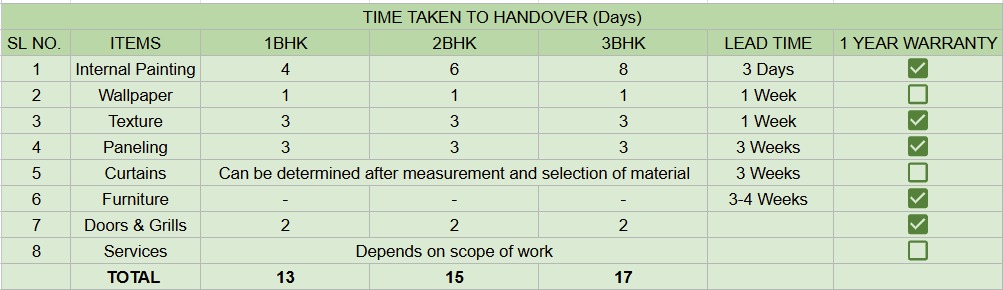 TIME TAKEN TO HANDOVER (Days)
SL NO. ITEMS 1BHK 2BHK 3BHK LEAD TIME 1 YEAR WARRANTY
1 Internal Painting 4 6 8 3 Days
2 Wallpaper 1 1 1 1 Week
3 Texture 3 3 3 1 Week
4 Paneling 3 3 3 3 Weeks
5 Curtains Can be determined after measurement and selection of material 3 Weeks
6 Furniture - - - 3-4 Weeks
7 Doors & Grills 2 2 2
8 Services Depends on scope of work
TOTAL 13 15 17